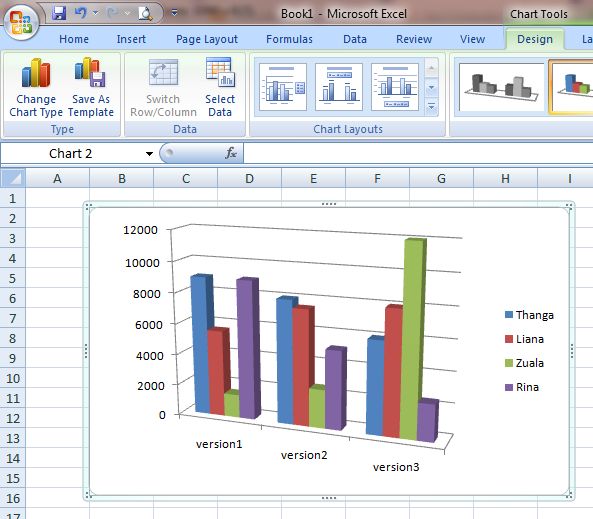 Book1 - Microsoft Excel Chart Tools
Home Insert Page Layout Formulas Data Review View Design La
Change Chart Type
Save As Template
Switch Row/Column
Select Data
Type Data Chart Layouts
Chart 2 fx
A B C D E F G H I
1
2
3
4
5
6
7
8
9
10
11
12
13
14
15
16
17
12000
10000
8000
6000
4000
2000
0
version1
version2
version3
Thanga
Liana
Zuala
Rina